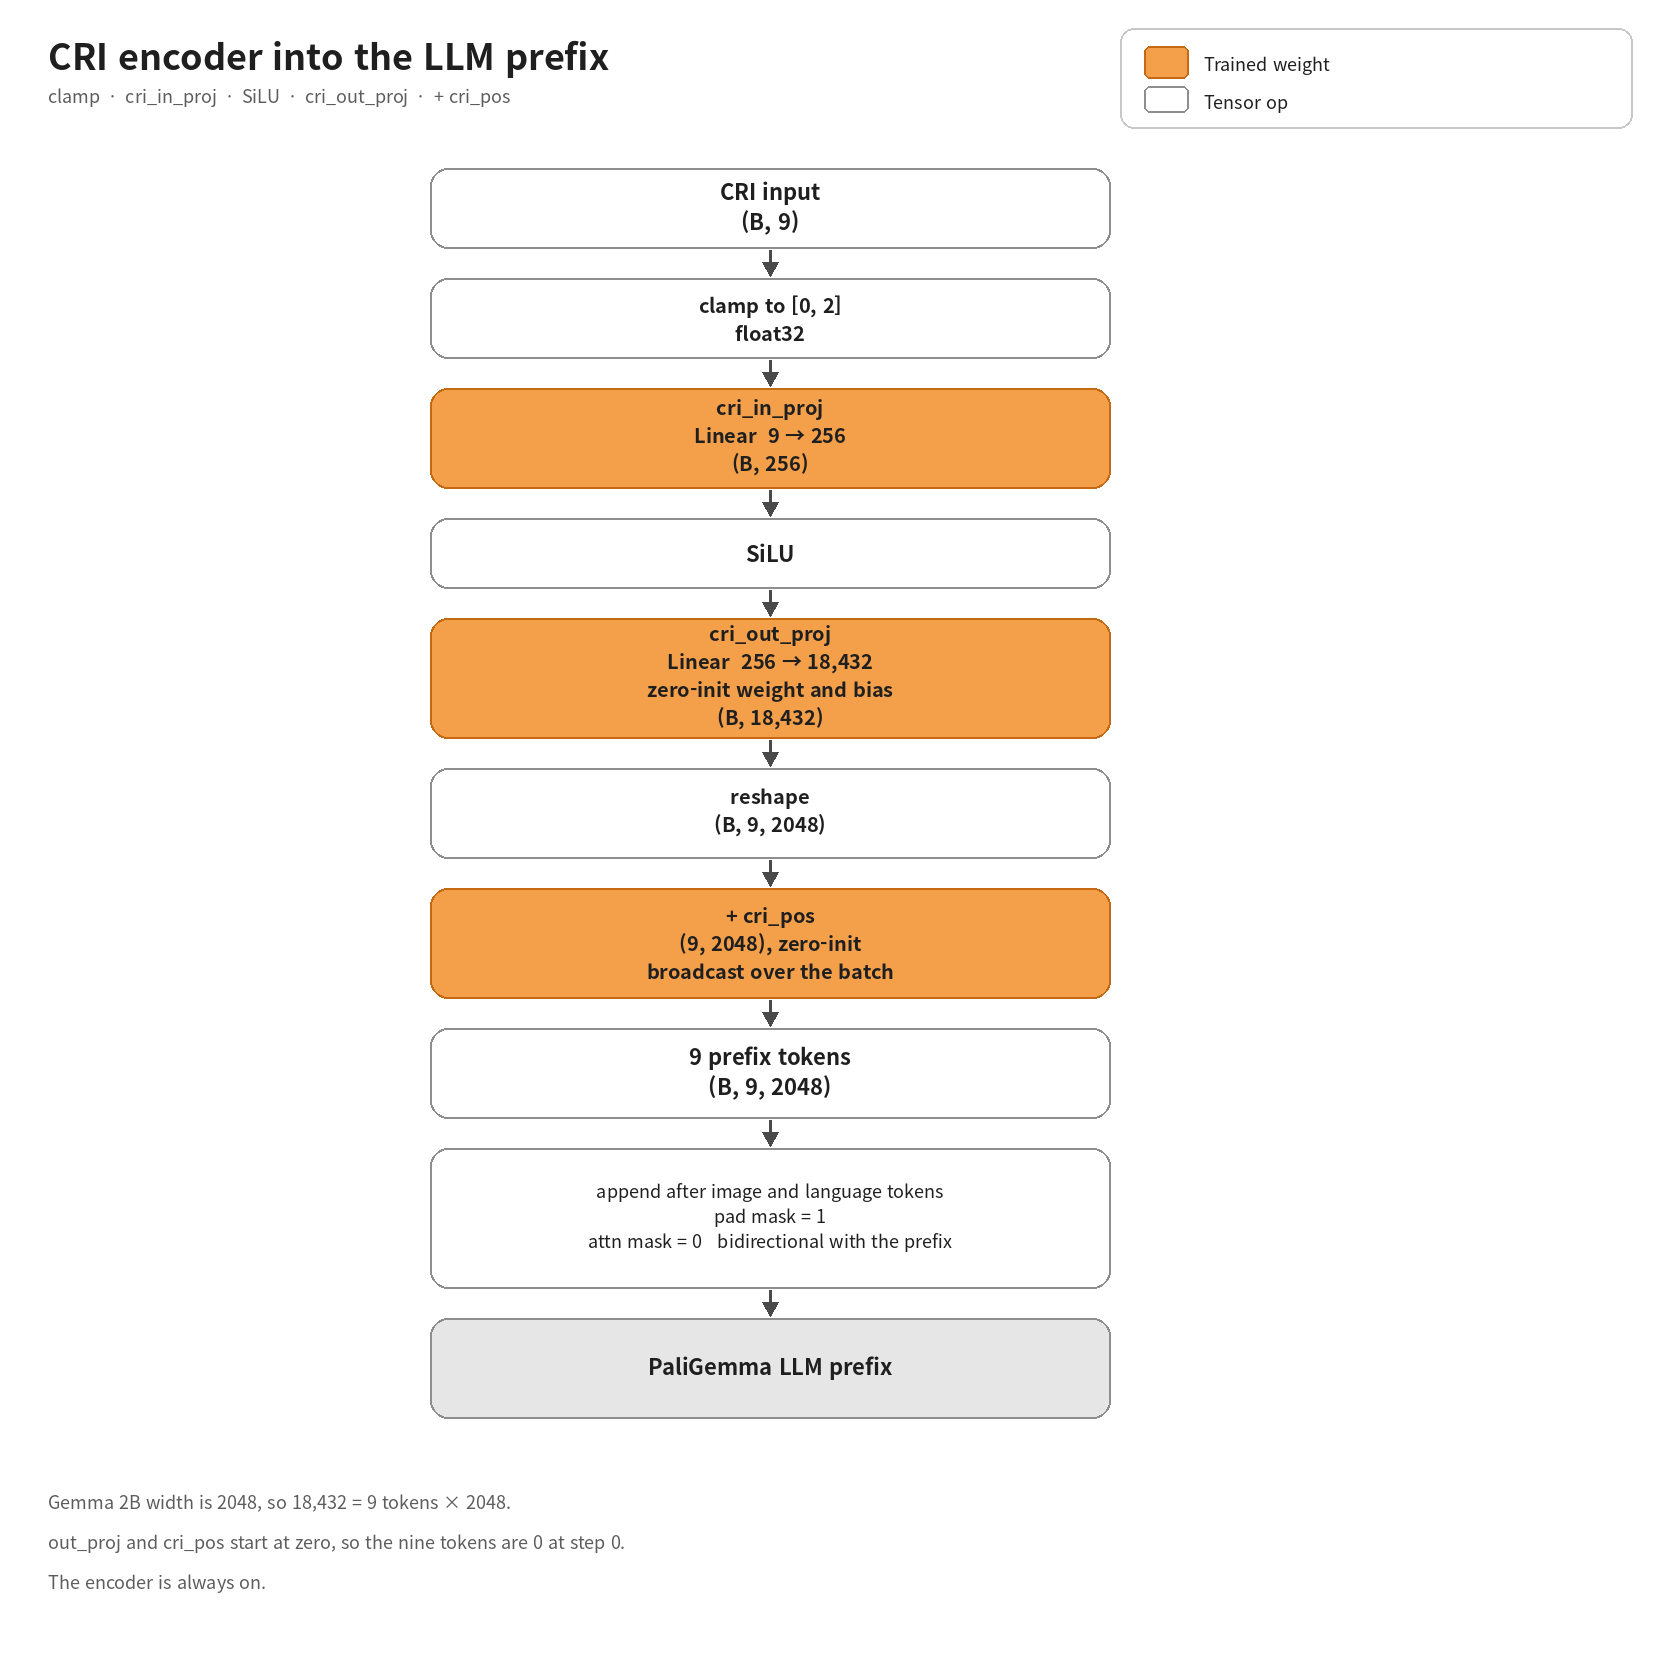 CRI encoder into the LLM prefix
clamp · cri_in_proj · SiLU · cri_out_proj · + cri_pos
Trained weight
Tensor op
CRI input
(B, 9)
clamp to [0, 2]
float32
cri_in_proj
Linear 9 → 256
(B, 256)
SiLU
cri_out_proj
Linear 256 → 18,432
zero-init weight and bias
(B, 18,432)
reshape
(B, 9, 2048)
+ cri_pos
(9, 2048), zero-init
broadcast over the batch
9 prefix tokens
(B, 9, 2048)
append after image and language tokens
pad mask = 1
attn mask = 0 bidirectional with the prefix
PaliGemma LLM prefix
Gemma 2B width is 2048, so 18,432 = 9 tokens × 2048.
out_proj and cri_pos start at zero, so the nine tokens are 0 at step 0.
The encoder is always on.